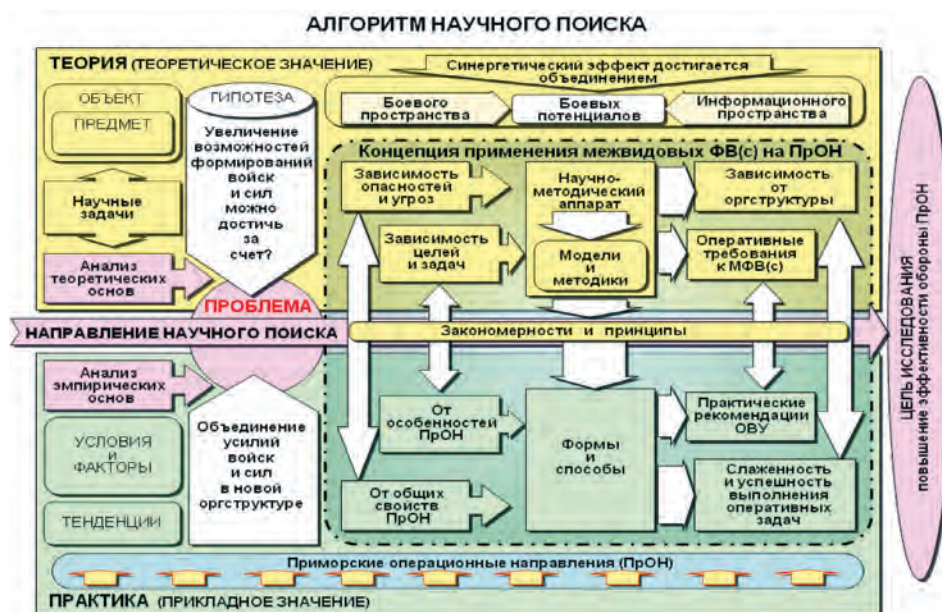 АЛГОРИТМ НАУЧНОГО ПОИСКА
ТЕОРИЯ (ТЕОРЕТИЧЕСКОЕ ЗНАЧЕНИЕ)
Синергетический эффект достигается
объединением
Боевого
пространства
Боевых
потенциалов
Информационного
пространства
ОБЪЕКТ
ПРЕДМЕТ
ГИПОТЕЗА
Увеличение
возможностей
формирований
войск
и сил
можно
достичь
за
счет?
Научные
задачи
Анализ
теоретических
основ
Концепция применения межвидовых ФВ(с) на ПрОН
Зависимость
опасностей
и угроз
Научно-
методический
аппарат
Зависимость
от
оргструктуры
Зависимость
целей и задач
Модели
и
методики
Оперативные
требования
к МФВ(с)
ПРОБЛЕМА
НАПРАВЛЕНИЕ НАУЧНОГО ПОИСКА
Закономерности и принципы
Анализ
эмпирических
основ
УСЛОВИЯ
и
ФАКТОРЫ
ТЕНДЕНЦИИ
Объединение
усилий
войск
и сил
в новой
оргструктуре
От
особенностей
ПрОН
Формы
и
способы
Практические
рекомендации
ОВУ
От общих
свойств
ПрОН
Слаженность
и успешность
выполнения
оперативных
задач
Приморские операционные направления (ПрОН)
ПРАКТИКА (ПРИКЛАДНОЕ ЗНАЧЕНИЕ)
ЦЕЛЬ ИССЛЕДОВАНИЯ
повышение эффективности обороны ПрОН